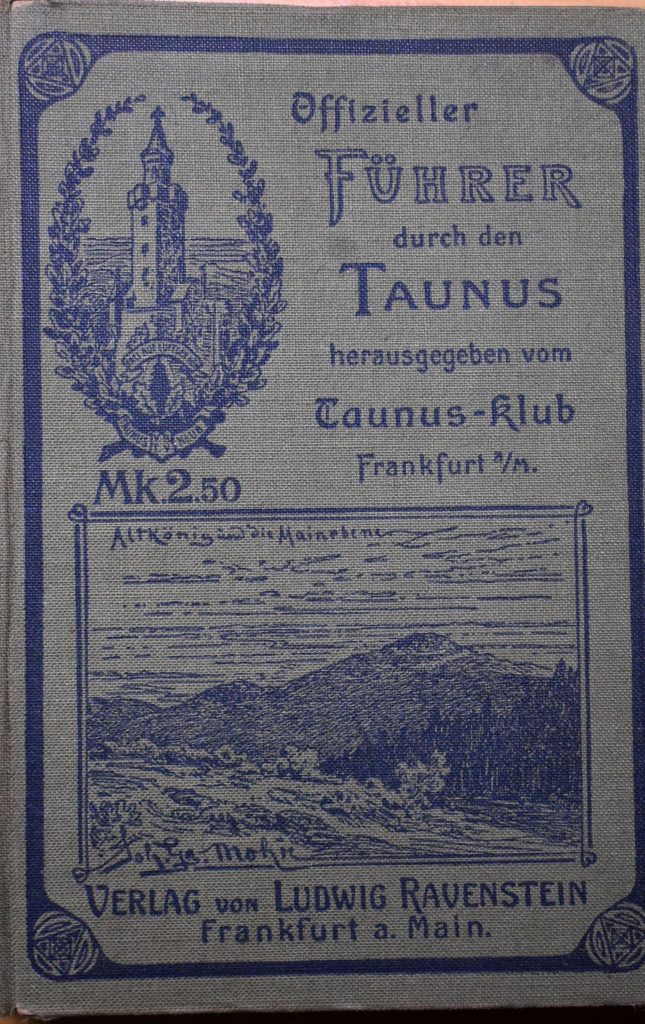 Offizieller
FÜHRER
durch den
TAUNUS
herausgegeben vom
Taunus-Klub
Frankfurt a/M.
Mk.2.50
Altkönig und die Mainebene
VERLAG VON LUDWIG RAVENSTEIN
Frankfurt a. Main.